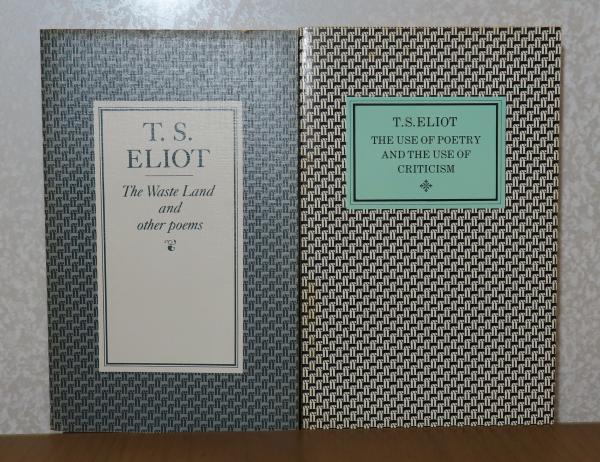 T. S.
ELIOT
The Waste Land
and
other poems
T.S.ELIOT
THE USE OF POETRY
AND THE USE OF
CRITICISM